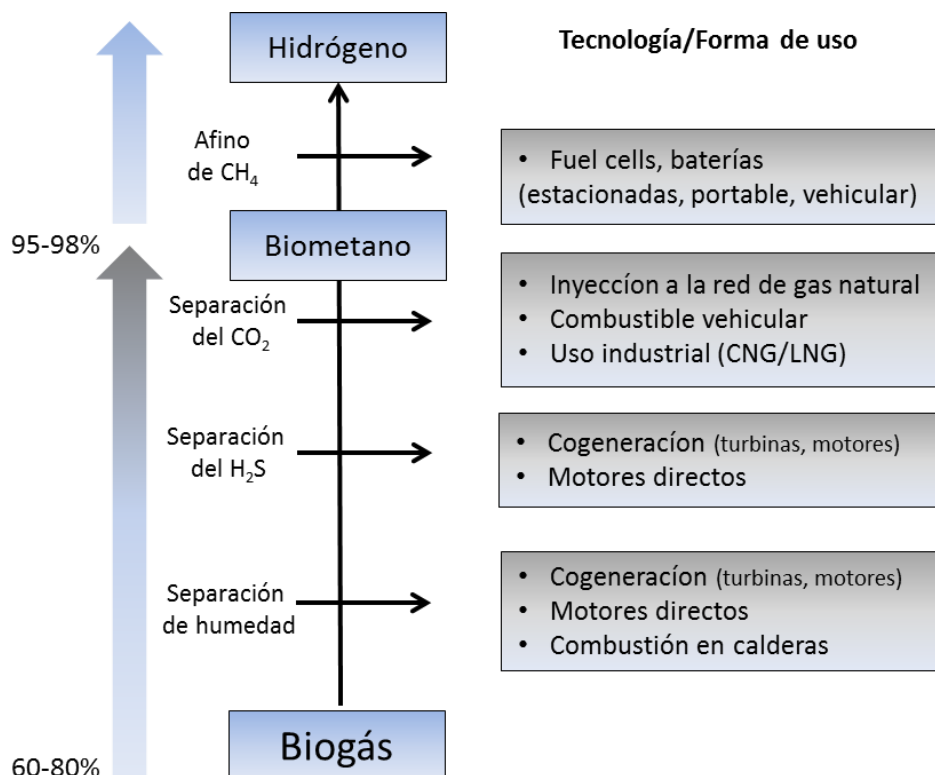 Hidrógeno
Tecnología/Forma de uso
Afino
de CH₄
• Fuel cells, baterías
(estacionadas, portable, vehicular)
95-98%
Biometano
Separación
del CO₂
• Inyeccíon a la red de gas natural
• Combustible vehicular
• Uso industrial (CNG/LNG)
Separación
del H₂S
• Cogeneracíon (turbinas, motores)
• Motores directos
Separación
de humedad
• Cogeneracíon (turbinas, motores)
• Motores directos
• Combustión en calderas
Biogás
60-80%